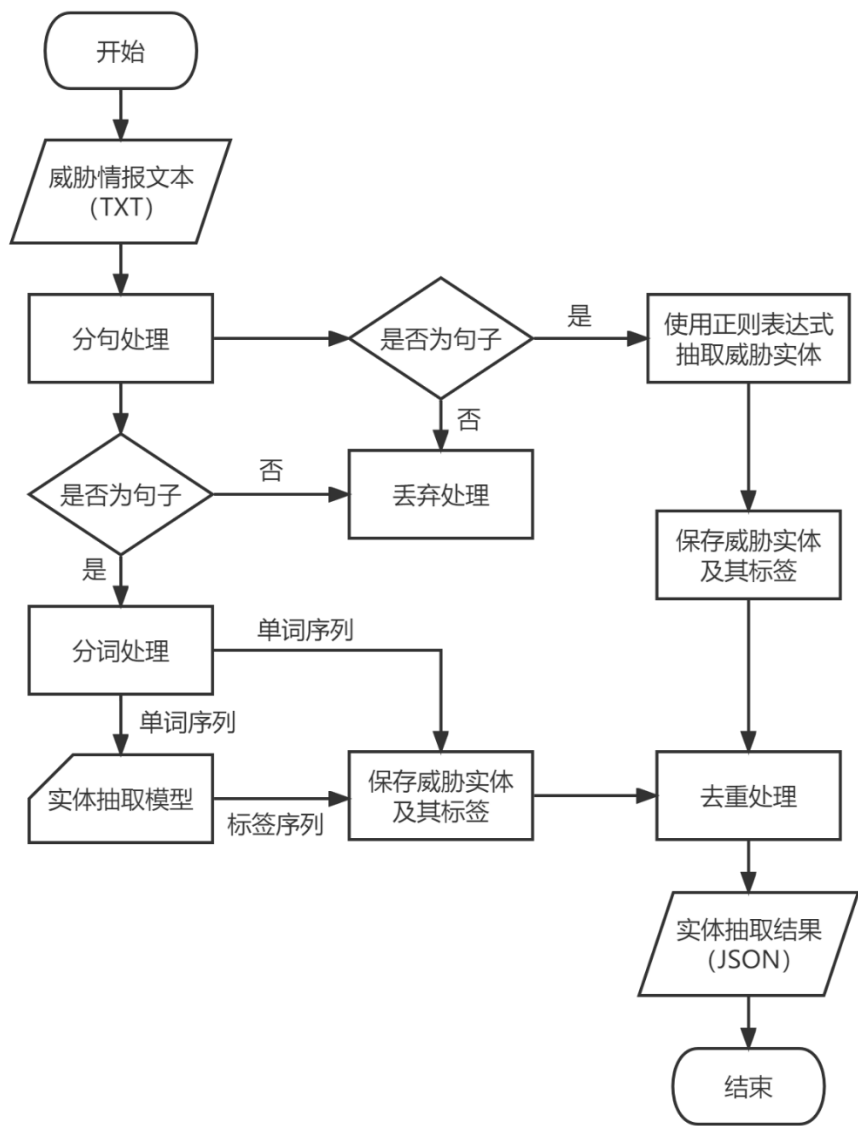 开始
威胁情报文本
（TXT）
分句处理
是否为句子
是
使用正则表达式
抽取威胁实体
否
丢弃处理
是否为句子
否
是
保存威胁实体
及其标签
分词处理
单词序列
单词序列
实体抽取模型
标签序列
保存威胁实体
及其标签
去重处理
实体抽取结果
（JSON）
结束